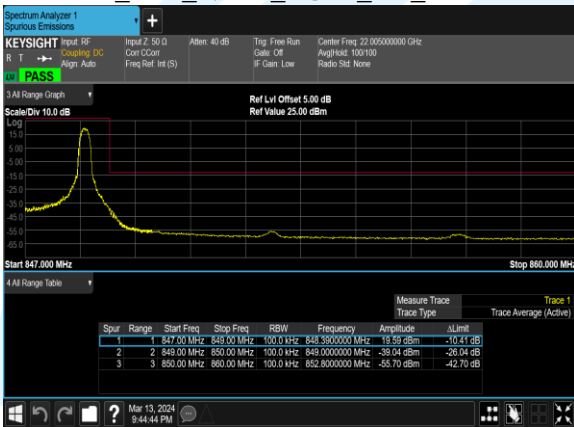 Spectrum Analyzer 1
Spurious Emissions
+
KEYSIGHT Input: RF Input Z: 50 Ω Atten: 40 dB Trig: Free Run Center Freq: 22.005000000 GHz
R T Coupling: DC Corr CCorr Gate: Off Avg|Hold: 100/100
Align: Auto Freq Ref: Int (S) IF Gain: Low Radio Std: None
PASS
3 All Range Graph
Ref Lvl Offset 5.00 dB
Scale/Div 10.0 dB Ref Value 25.00 dBm
Log
15.0
5.00
-5.00
-15.0
-25.0
-35.0
-45.0
-55.0
-65.0
Start 847.000 MHz Stop 860.000 MHz
4 All Range Table
Measure Trace Trace 1
Trace Type Trace Average (Active)
Spur Range Start Freq Stop Freq RBW Frequency Amplitude ΔLimit
1 1 847.00 MHz 849.00 MHz 100.0 kHz 848.3900000 MHz 19.59 dBm -10.41 dB
2 2 849.00 MHz 850.00 MHz 100.0 kHz 849.0000000 MHz -39.04 dBm -26.04 dB
3 3 850.00 MHz 860.00 MHz 100.0 kHz 852.8000000 MHz -55.70 dBm -42.70 dB
? Mar 13, 2024
9:44:44 PM